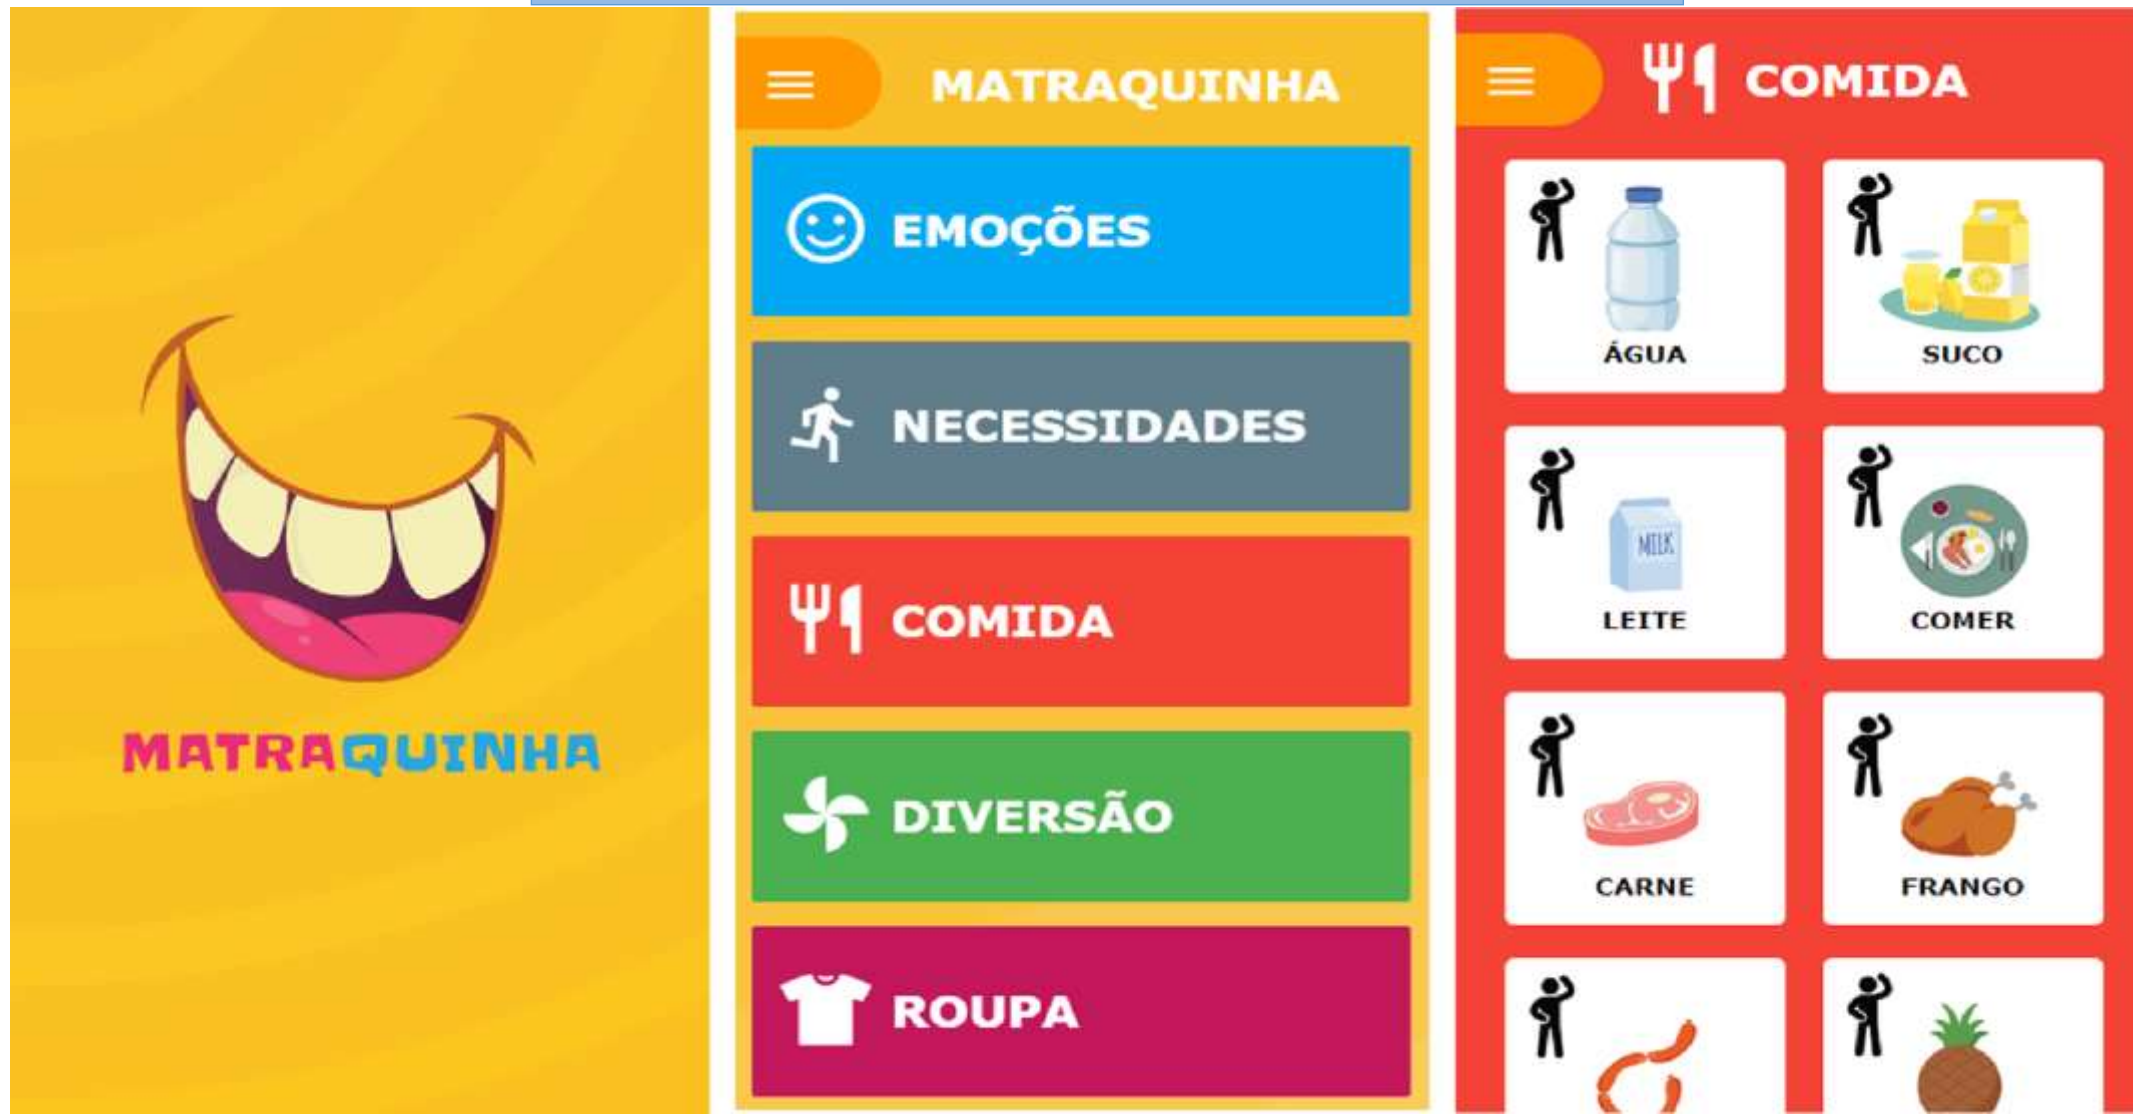 MATRAQUINHA
MATRAQUINHA
EMOÇÕES
NECESSIDADES
COMIDA
DIVERSÃO
ROUPA
COMIDA
ÁGUA
SUCO
MILK
LEITE
COMER
CARNE
FRANGO